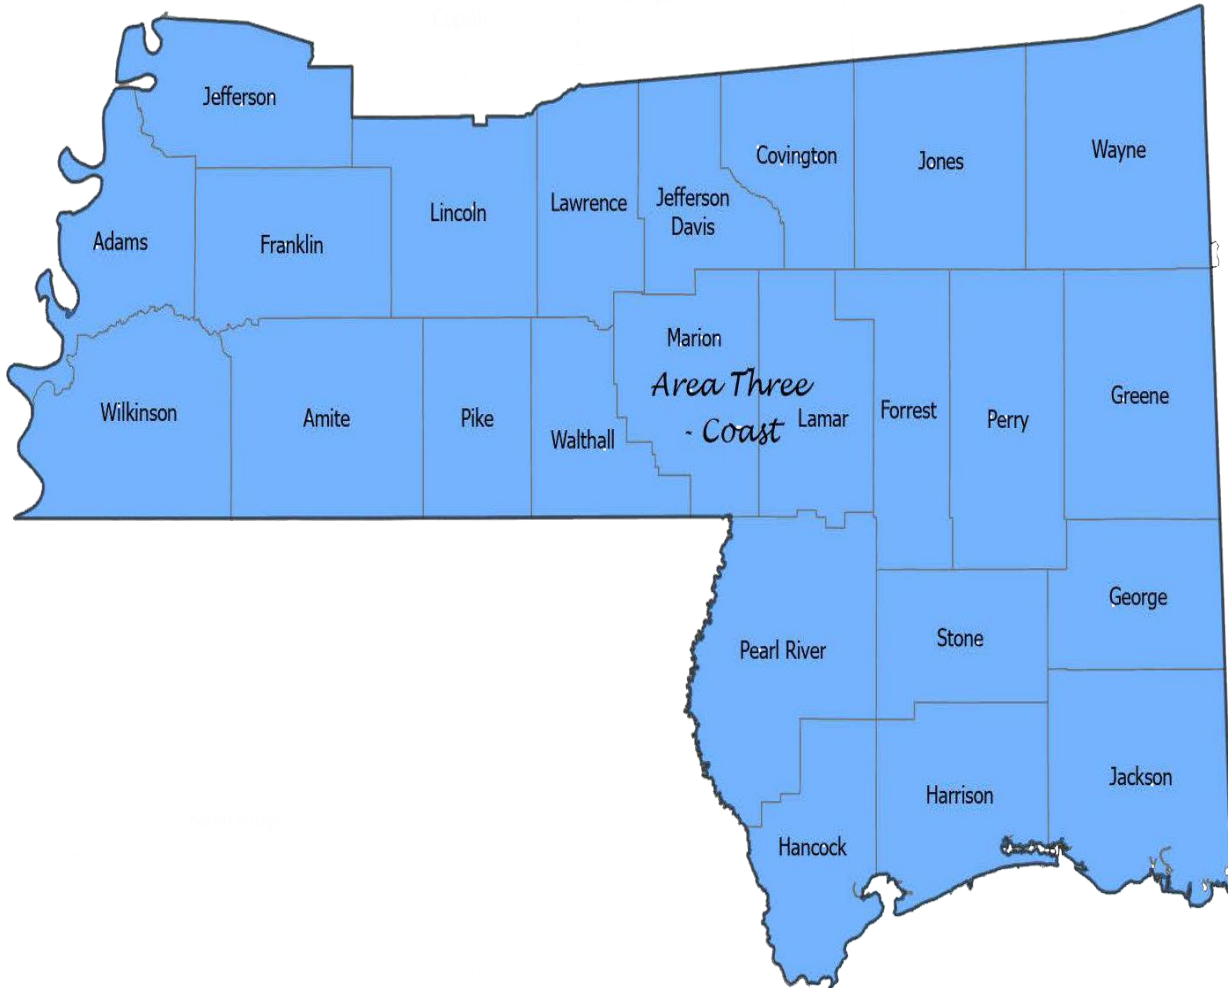 Jefferson
Wayne
Covington
Jones
Jefferson
Davis
Lawrence
Lincoln
Adams
Franklin
Marion
Area Three
- Coast
Greene
Wilkinson
Amite
Pike
Walthall
Lamar
Forrest
Perry
George
Stone
Pearl River
Jackson
Harrison
Hancock